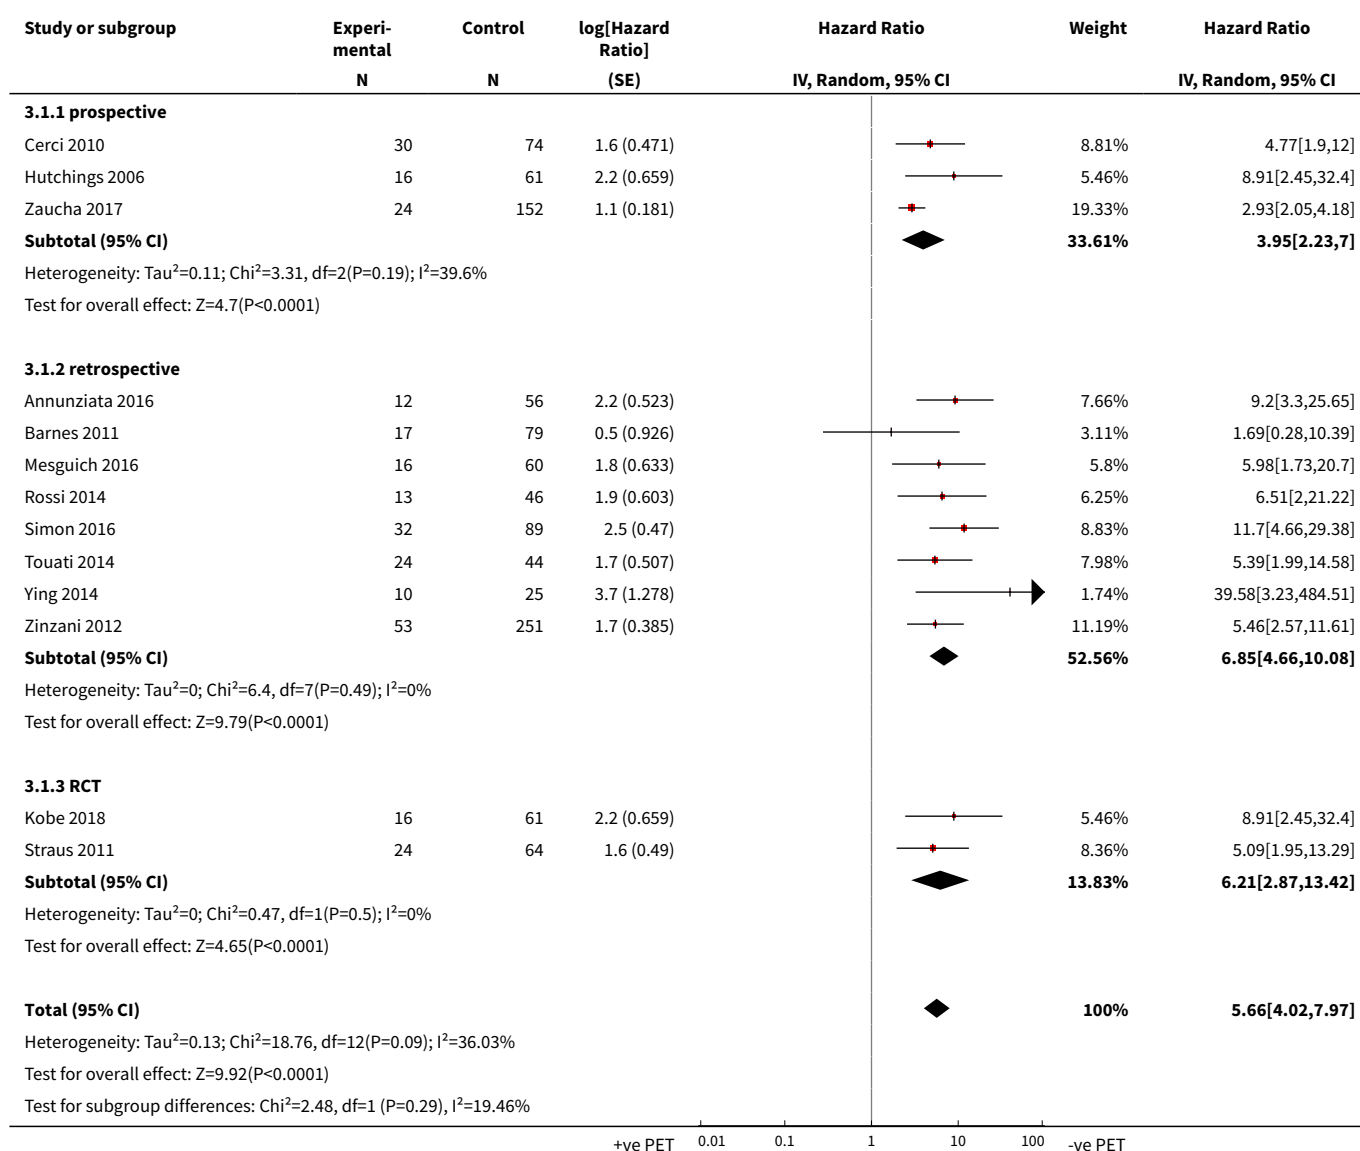 Study or subgroup Experi- Control log[Hazard Hazard Ratio Weight Hazard Ratio
mental Ratio]
N N (SE) IV, Random, 95% CI IV, Random, 95% CI
3.1.1 prospective
Cerci 2010 30 74 1.6 (0.471) 8.81% 4.77[1.9,12]
Hutchings 2006 16 61 2.2 (0.659) 5.46% 8.91[2.45,32.4]
Zaucha 2017 24 152 1.1 (0.181) 19.33% 2.93[2.05,4.18]
Subtotal (95% CI) 33.61% 3.95[2.23,7]
Heterogeneity: Tau²=0.11; Chi²=3.31, df=2(P=0.19); I²=39.6%
Test for overall effect: Z=4.7(P<0.0001)
3.1.2 retrospective
Annunziata 2016 12 56 2.2 (0.523) 7.66% 9.2[3.3,25.65]
Barnes 2011 17 79 0.5 (0.926) 3.11% 1.69[0.28,10.39]
Mesguich 2016 16 60 1.8 (0.633) 5.8% 5.98[1.73,20.7]
Rossi 2014 13 46 1.9 (0.603) 6.25% 6.51[2,21.22]
Simon 2016 32 89 2.5 (0.47) 8.83% 11.7[4.66,29.38]
Touati 2014 24 44 1.7 (0.507) 7.98% 5.39[1.99,14.58]
Ying 2014 10 25 3.7 (1.278) 1.74% 39.58[3.23,484.51]
Zinzani 2012 53 251 1.7 (0.385) 11.19% 5.46[2.57,11.61]
Subtotal (95% CI) 52.56% 6.85[4.66,10.08]
Heterogeneity: Tau²=0; Chi²=6.4, df=7(P=0.49); I²=0%
Test for overall effect: Z=9.79(P<0.0001)
3.1.3 RCT
Kobe 2018 16 61 2.2 (0.659) 5.46% 8.91[2.45,32.4]
Straus 2011 24 64 1.6 (0.49) 8.36% 5.09[1.95,13.29]
Subtotal (95% CI) 13.83% 6.21[2.87,13.42]
Heterogeneity: Tau²=0; Chi²=0.47, df=1(P=0.5); I²=0%
Test for overall effect: Z=4.65(P<0.0001)
Total (95% CI) 100% 5.66[4.02,7.97]
Heterogeneity: Tau²=0.13; Chi²=18.76, df=12(P=0.09); I²=36.03%
Test for overall effect: Z=9.92(P<0.0001)
Test for subgroup differences: Chi²=2.48, df=1 (P=0.29), I²=19.46%
+ve PET 0.01 0.1 1 10 100 -ve PET